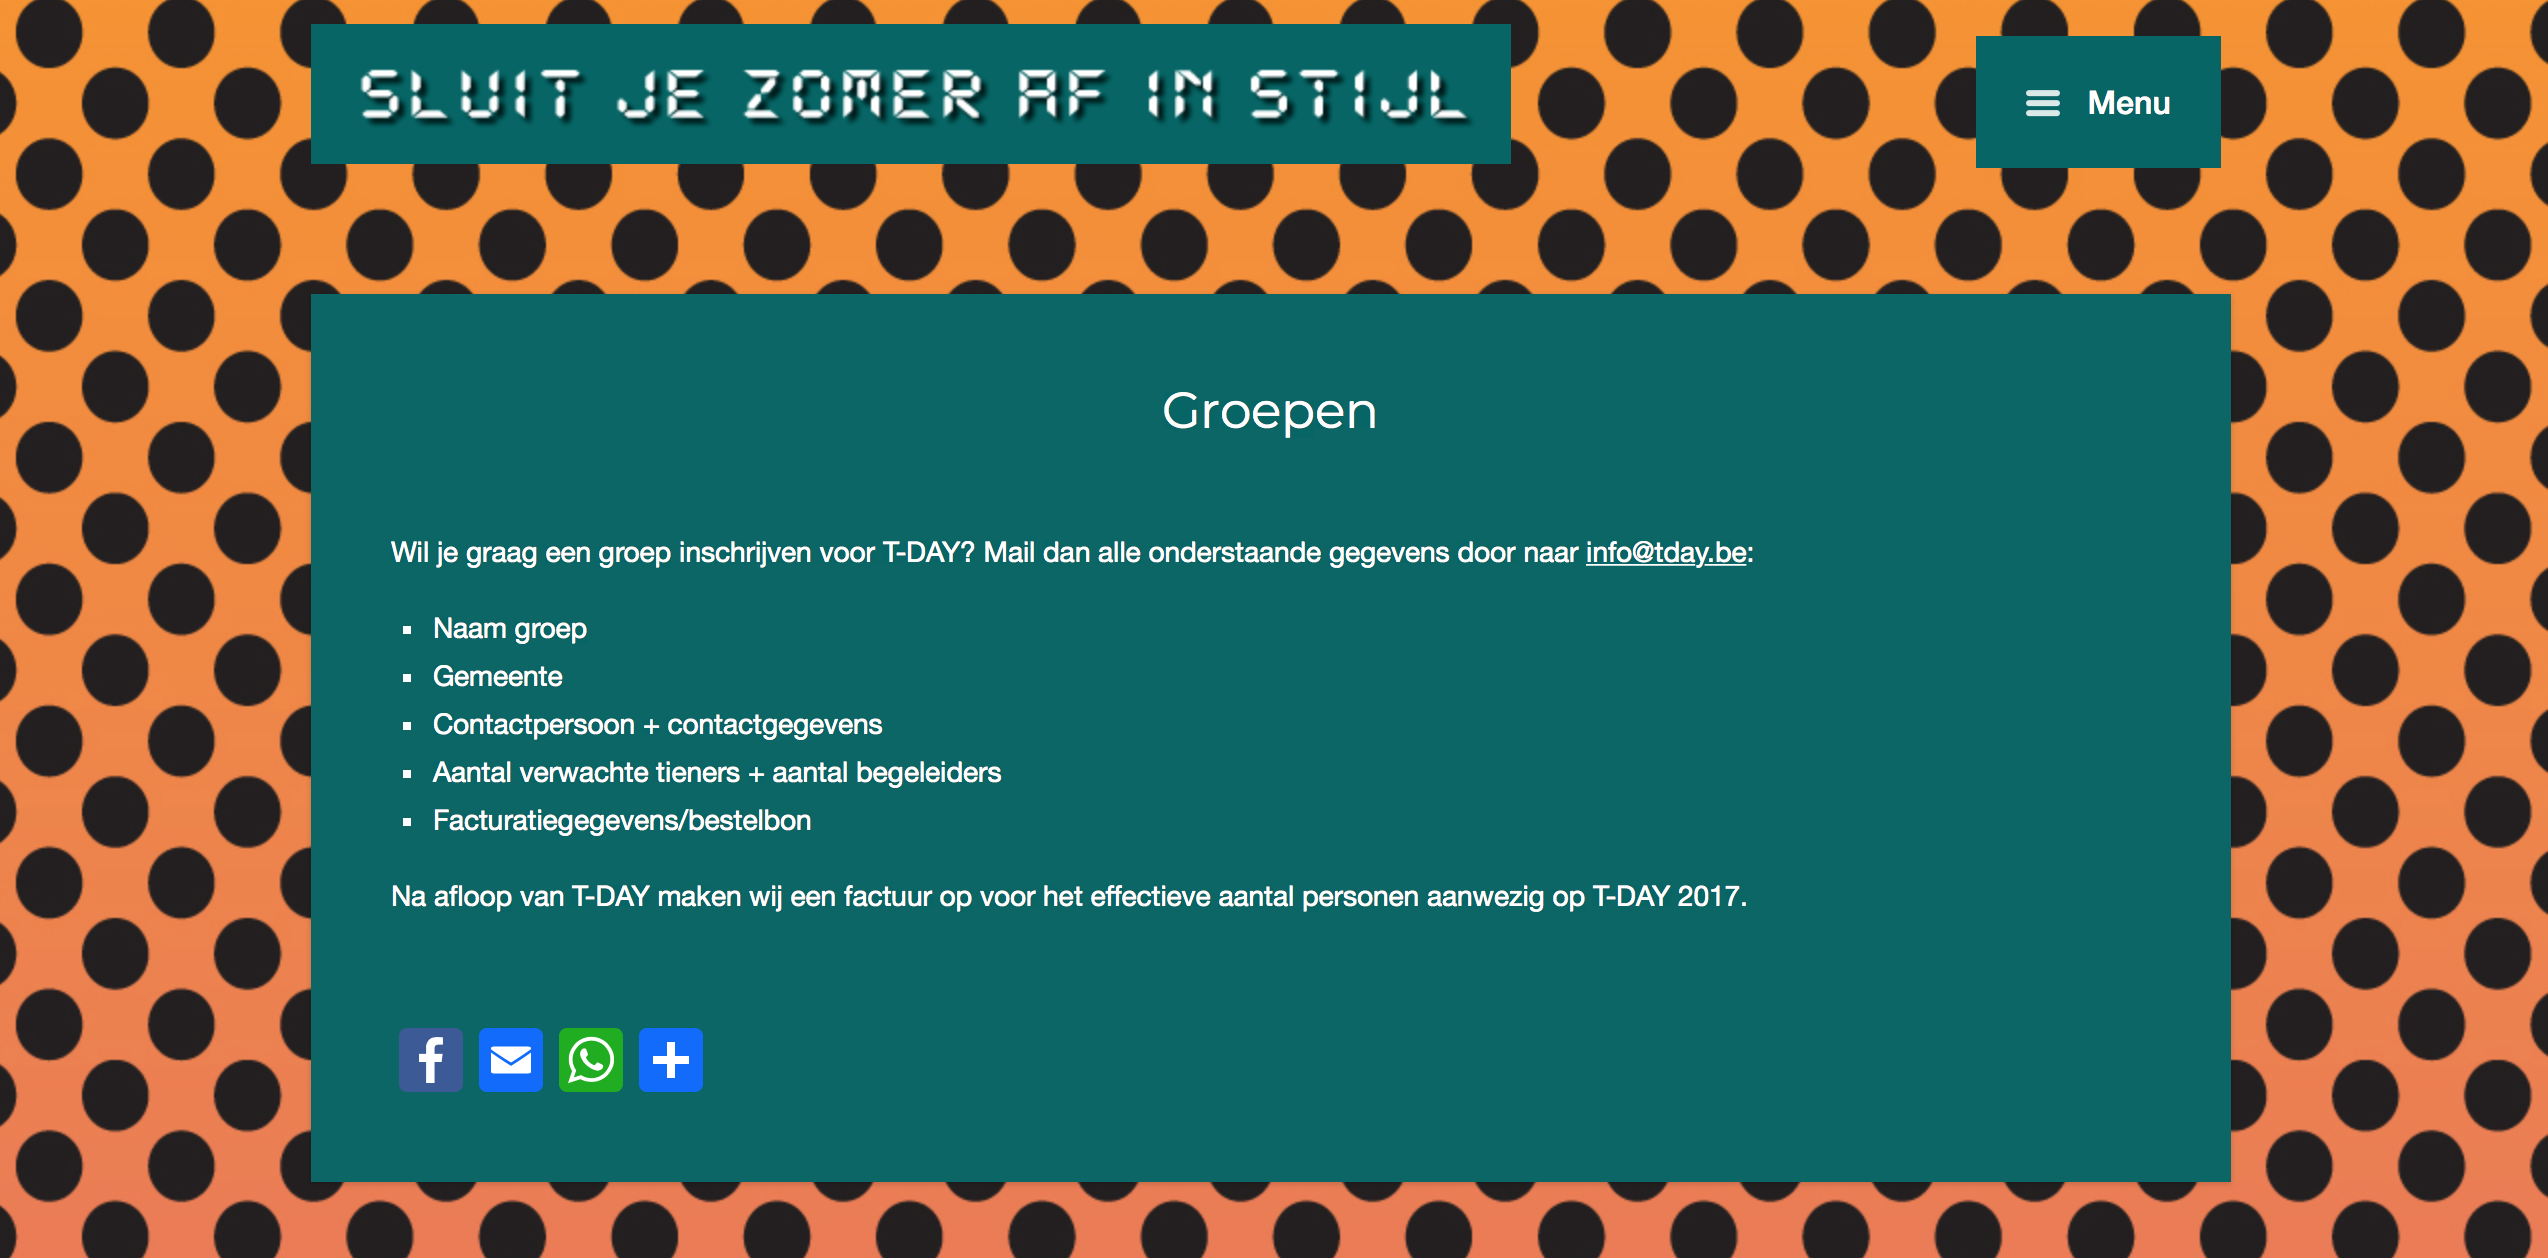 SLUIT JE ZOMER AF IN STIJL
Menu
Groepen
Wil je graag een groep inschrijven voor T-DAY? Mail dan alle onderstaande gegevens door naar info@tday.be:
Naam groep
Gemeente
Contactpersoon + contactgegevens
Aantal verwachte tieners + aantal begeleiders
Facturatiegegevens/bestelbon
Na afloop van T-DAY maken wij een factuur op voor het effectieve aantal personen aanwezig op T-DAY 2017.